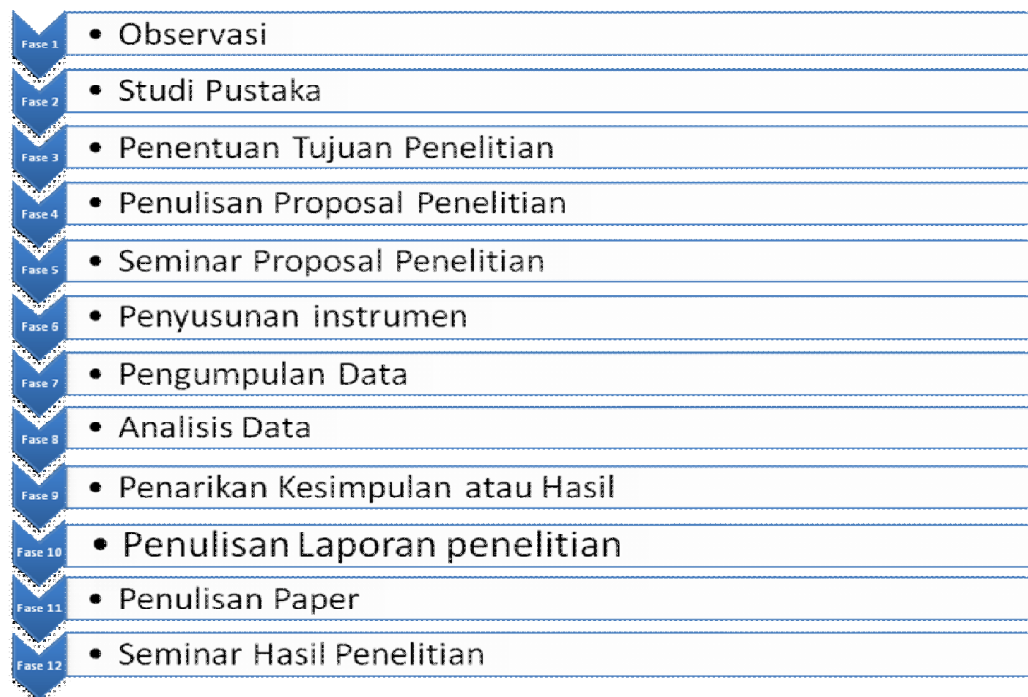 Fase 1 • Observasi
Fase 2 • Studi Pustaka
Fase 3 • Penentuan Tujuan Penelitian
Fase 4 • Penulisan Proposal Penelitian
Fase 5 • Seminar Proposal Penelitian
Fase 6 • Penyusunan instrumen
Fase 7 • Pengumpulan Data
Fase 8 • Analisis Data
Fase 9 • Penarikan Kesimpulan atau Hasil
Fase 10 • Penulisan Laporan penelitian
Fase 11 • Penulisan Paper
Fase 12 • Seminar Hasil Penelitian